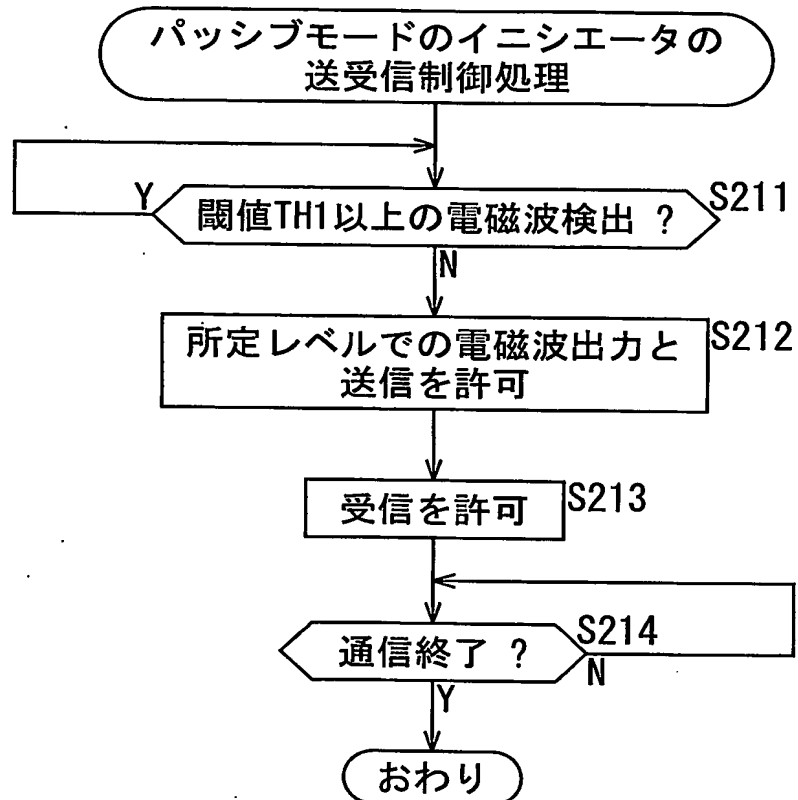 パッシブモードのイニシエータの
送受信制御処理
Y
閾値TH1以上の電磁波検出 ?
S211
N
所定レベルでの電磁波出力と
送信を許可
S212
受信を許可
S213
通信終了 ?
S214
N
Y
おわり